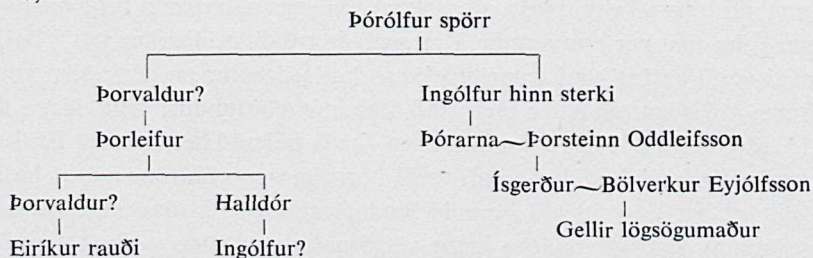 Þórólfur spörr
Þorvaldur? Ingólfur hinn sterki
Þorleifur Þórarna~Þorsteinn Oddleifsson
Þorvaldur? Halldór Ísgerður~Bölverkur Eyjólfsson
Eiríkur rauði Ingólfur? Gellir lögsögumaður